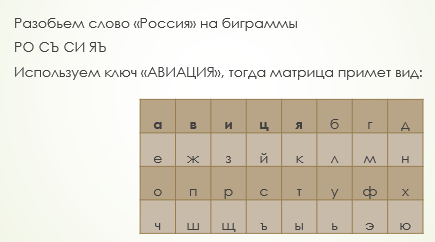 Разобьем слово «Россия» на биграммы
РО СЪ СИ ЯЪ
Используем ключ «АВИАЦИЯ», тогда матрица примет вид:
а в и ц я б г д
е ж з й к л м н
о п р с т у ф х
ч ш щ ъ ы ь э ю